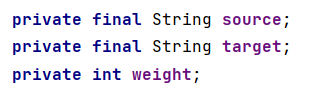 private final String source;
private final String target;
private int weight;